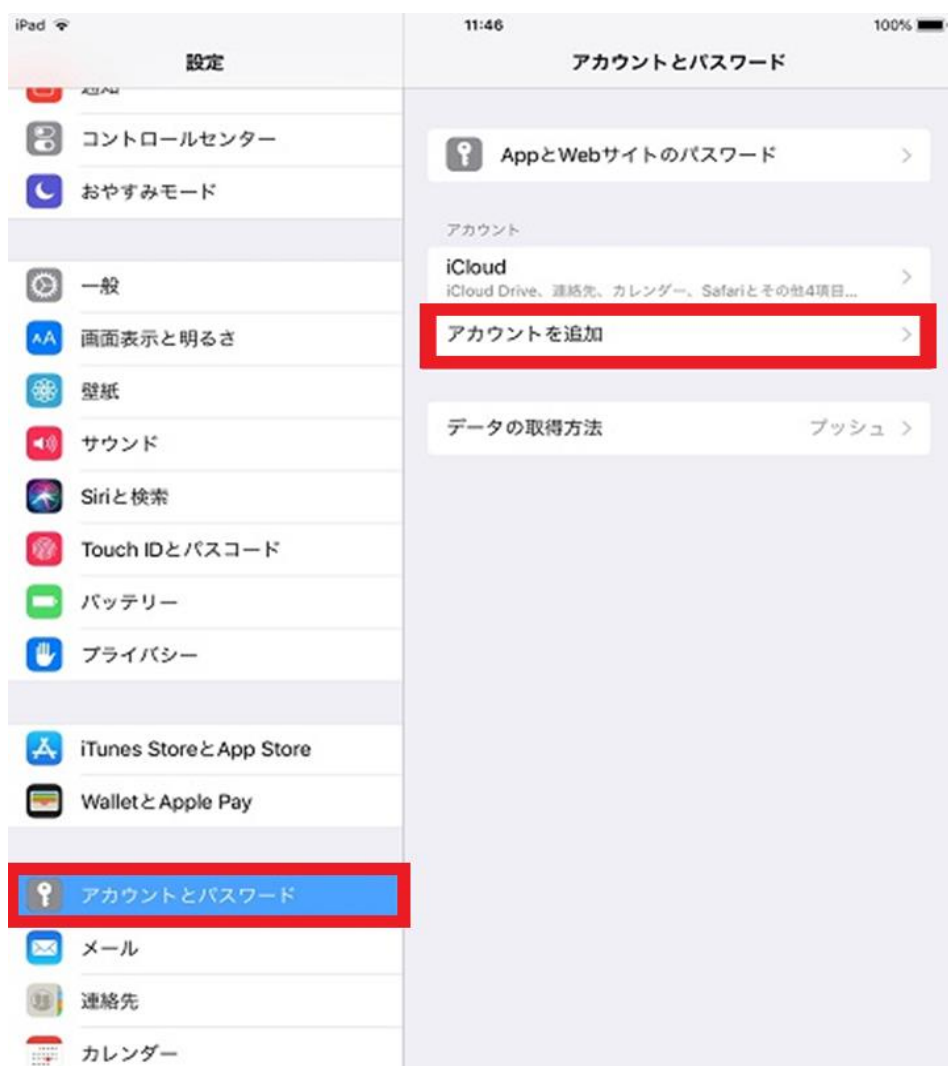 iPad
11:46
100%
設定
通知
コントロールセンター
おやすみモード
一般
画面表示と明るさ
壁紙
サウンド
Siriと検索
Touch IDとパスコード
バッテリー
プライバシー
iTunes StoreとApp Store
WalletとApple Pay
アカウントとパスワード
メール
連絡先
カレンダー
アカウントとパスワード
AppとWebサイトのパスワード
アカウント
iCloud
iCloud Drive、連絡先、カレンダー、Safariとその他4項目...
アカウントを追加
データの取得方法 プッシュ